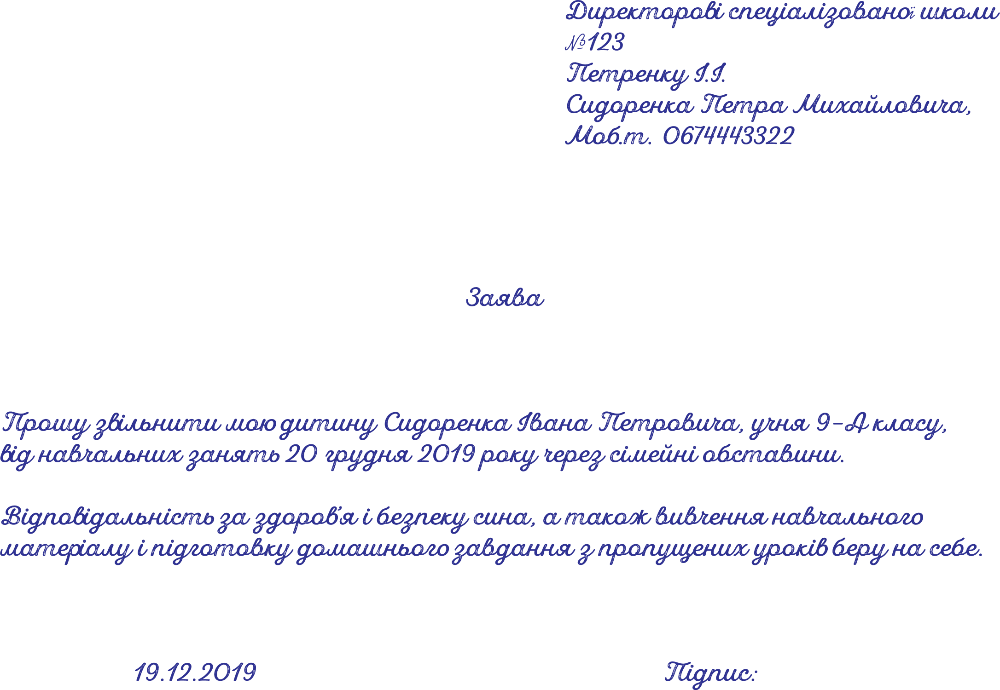 Директорові спеціалізованої школи
№123
Петренку І.І.
Сидоренка Петра Михайловича,
Моб.т. 0674443322
Заява
Прошу звільнити мою дитину Сидоренка Івана Петровича, учня 9-А класу,
від навчальних занять 20 грудня 2019 року через сімейні обставини.
Відповідальність за здоров’я і безпеку сина, а також вивчення навчального
матеріалу і підготовку домашнього завдання з пропущених уроків беру на себе.
19.12.2019 Підпис: